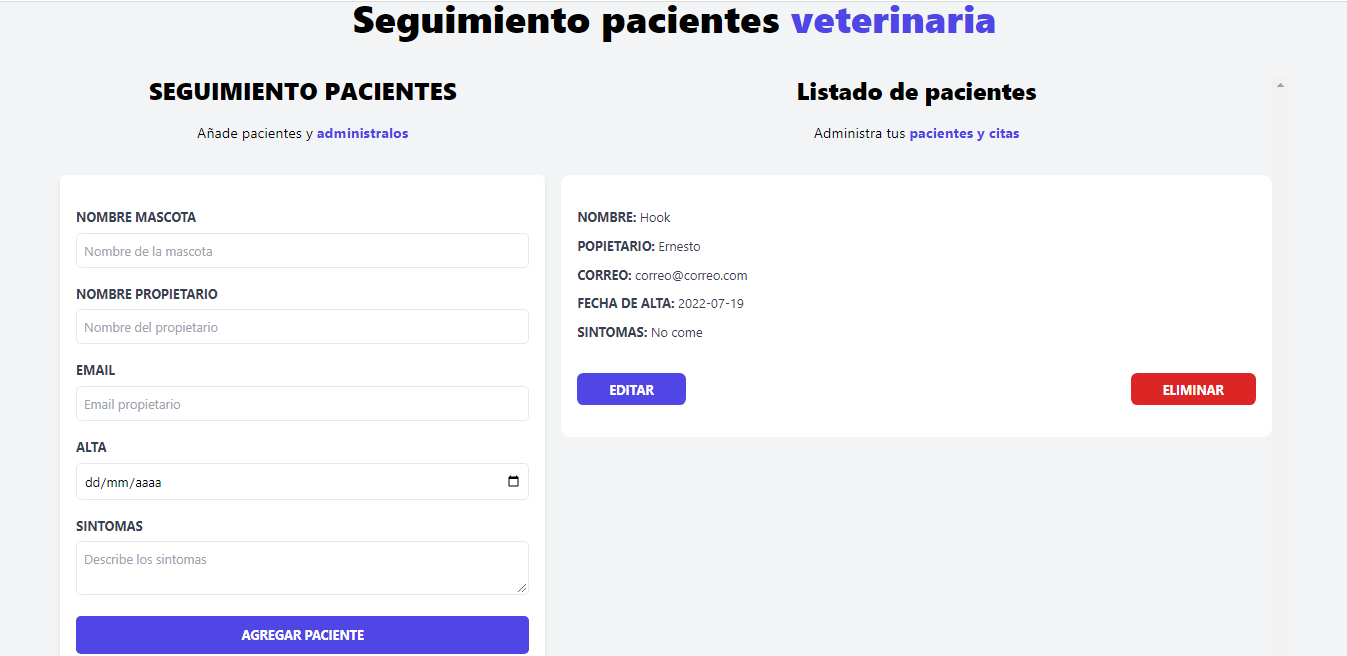 Seguimiento pacientes veterinaria
SEGUIMIENTO PACIENTES
Añade pacientes y administralos
NOMBRE MASCOTA
Nombre de la mascota
NOMBRE PROPIETARIO
Nombre del propietario
EMAIL
Email propietario
ALTA
dd/mm/aaaa
SINTOMAS
Describe los sintomas
AGREGAR PACIENTE
Listado de pacientes
Administra tus pacientes y citas
NOMBRE: Hook
POPIETARIO: Ernesto
CORREO: correo@correo.com
FECHA DE ALTA: 2022-07-19
SINTOMAS: No come
EDITAR
ELIMINAR